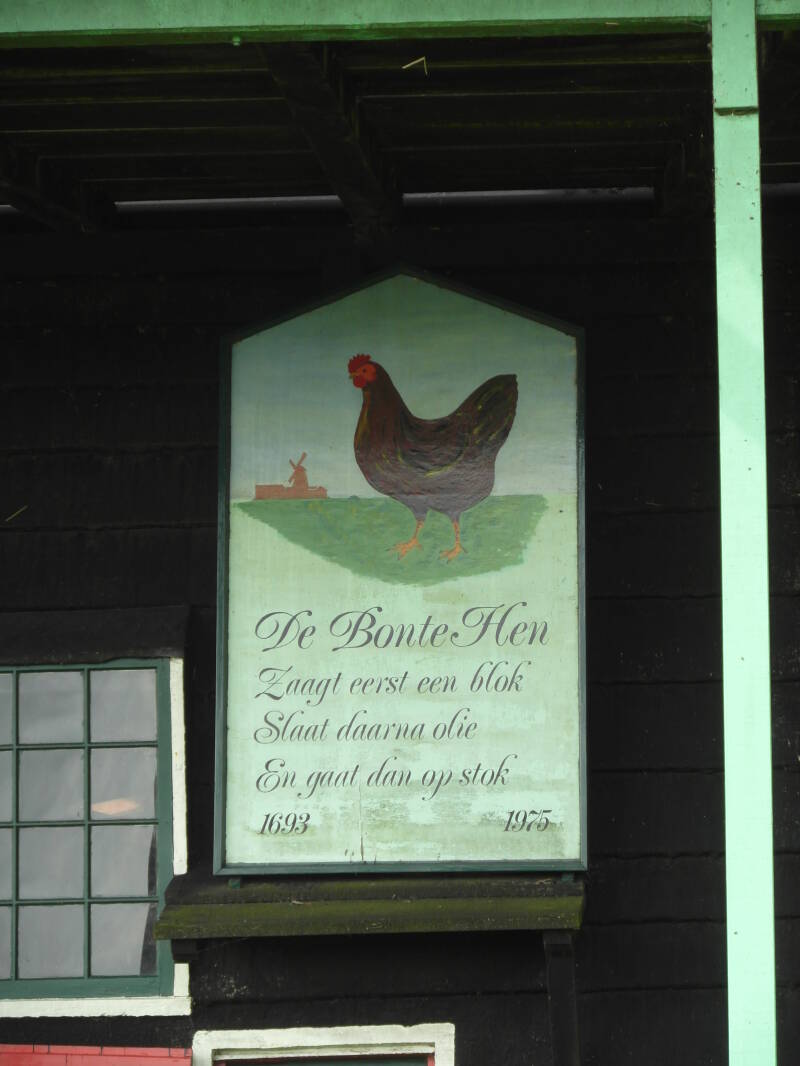 De Bonte Hen
Zaagt eerst een blok
Slaat daarna olie
En gaat dan op stok
1693 1975